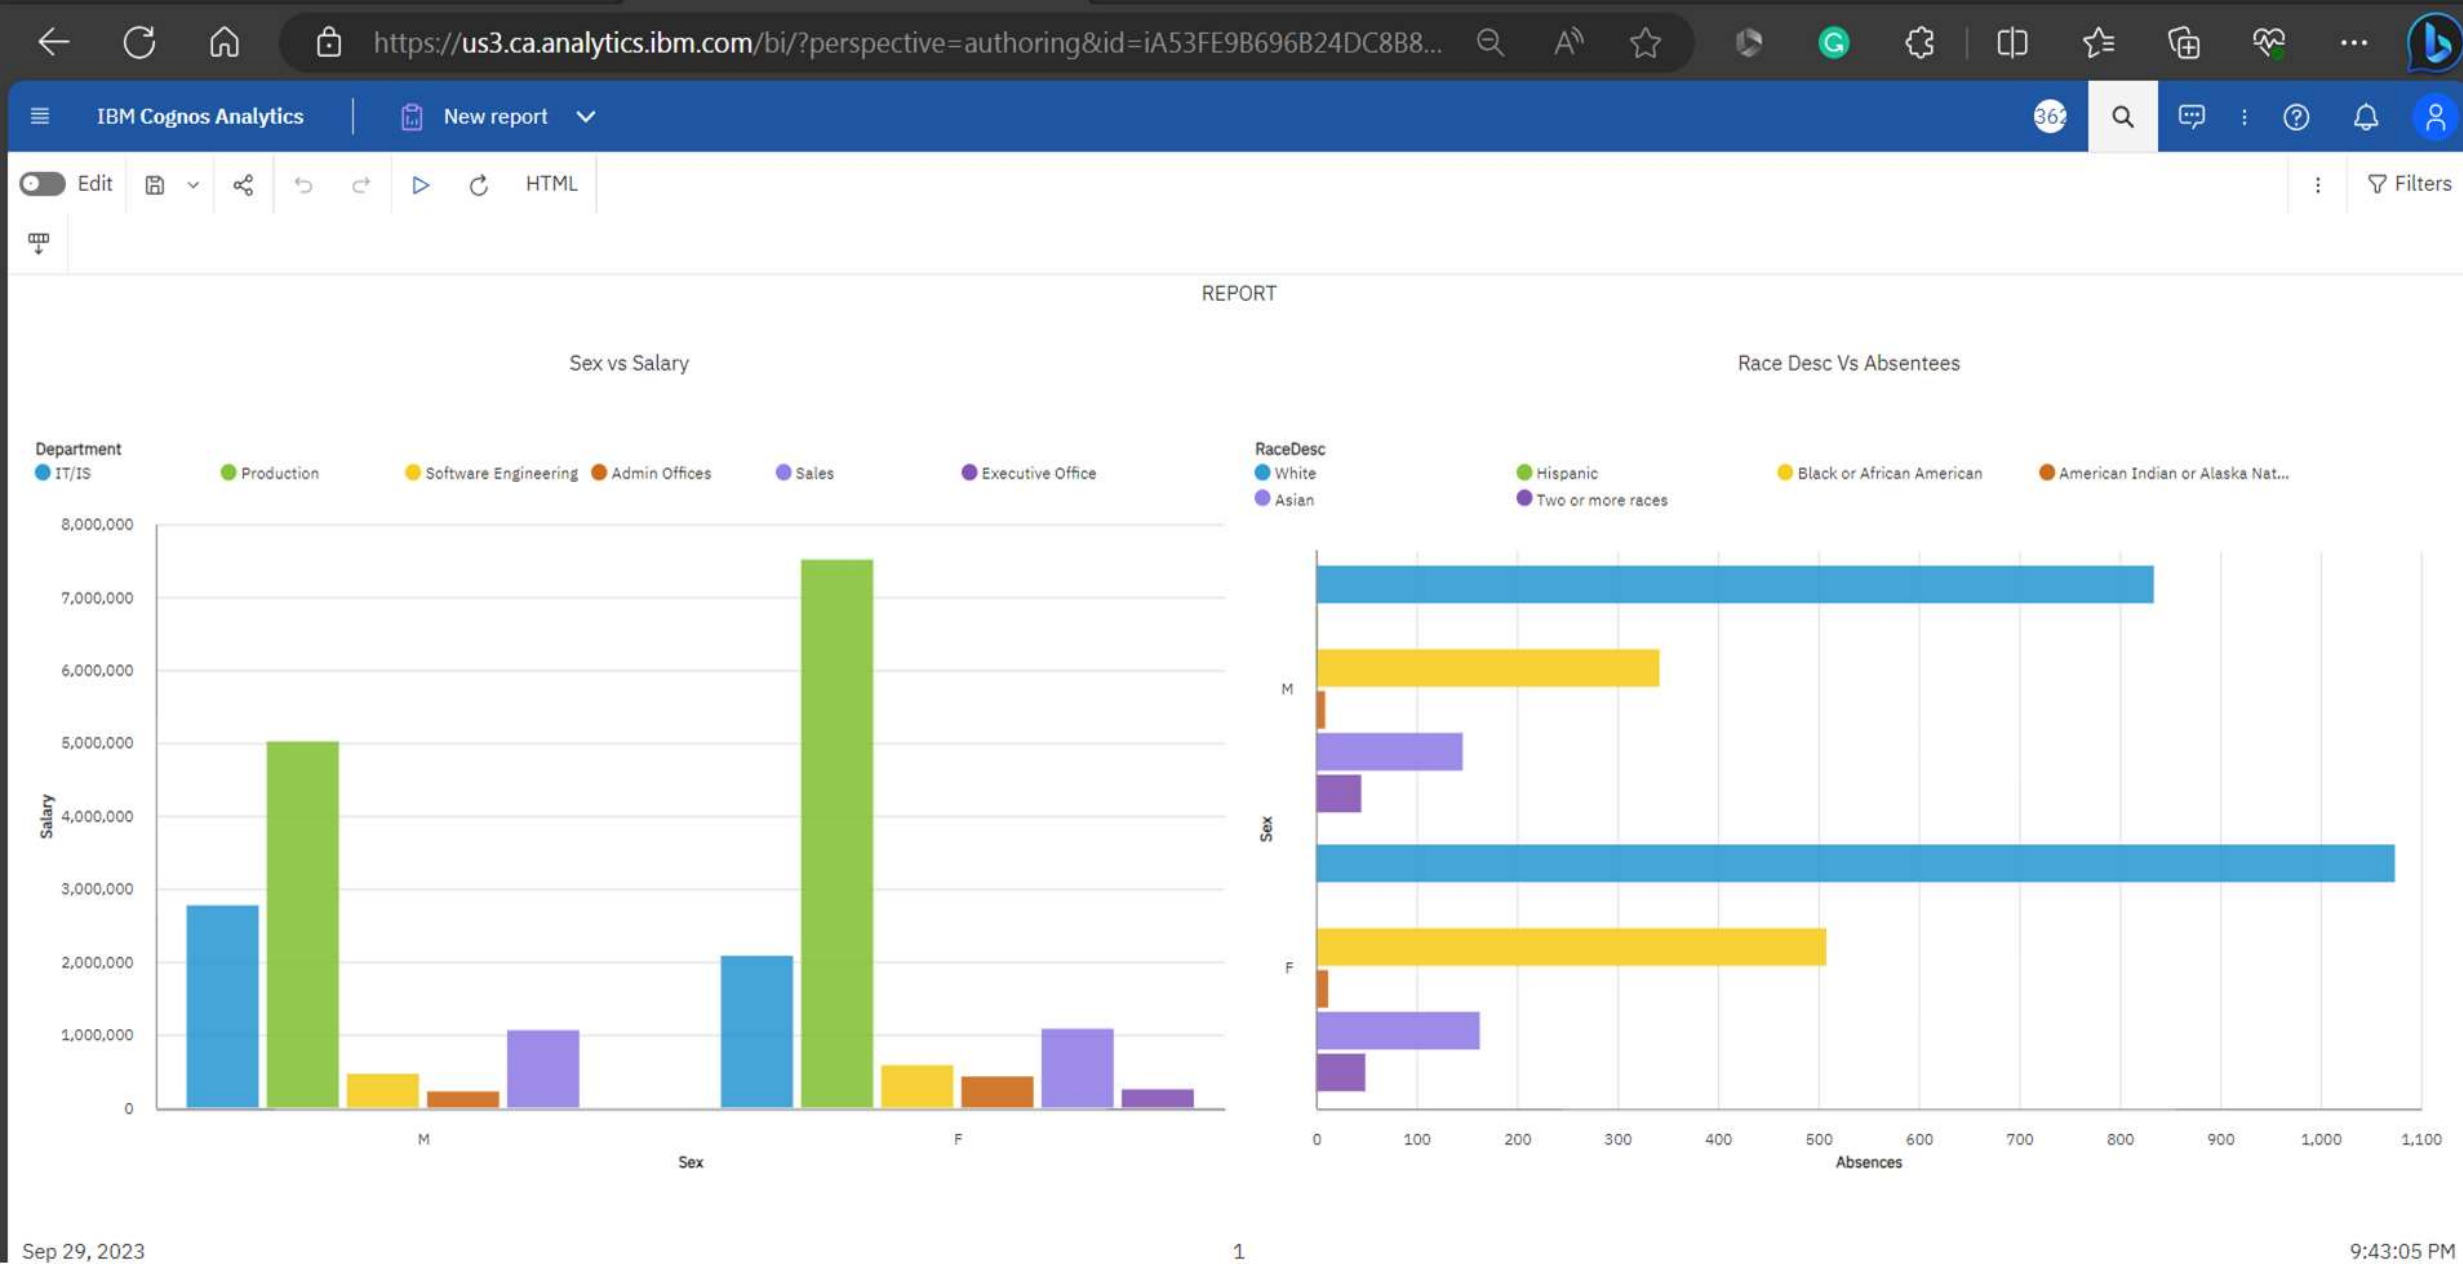 https://us3.ca.analytics.ibm.com/bi/?perspective=authoring&id=iA53FE9B696B24DC8B8...
IBM Cognos Analytics New report 362
Edit HTML Filters
REPORT
Sex vs Salary Race Desc Vs Absentees
Department
IT/IS Production Software Engineering Admin Offices Sales Executive Office
RaceDesc
White Hispanic Black or African American American Indian or Alaska Nat...
Asian Two or more races
8,000,000
7,000,000
6,000,000
5,000,000
4,000,000
3,000,000
2,000,000
1,000,000
0
Salary
M F
Sex
M
F
Sex
0 100 200 300 400 500 600 700 800 900 1,000 1,100
Absences
Sep 29, 2023 1 9:43:05 PM